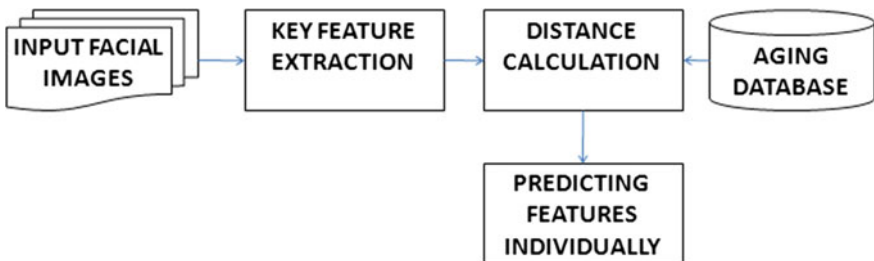 INPUT FACIAL
IMAGES
KEY FEATURE
EXTRACTION
DISTANCE
CALCULATION
AGING
DATABASE
PREDICTING
FEATURES
INDIVIDUALLY